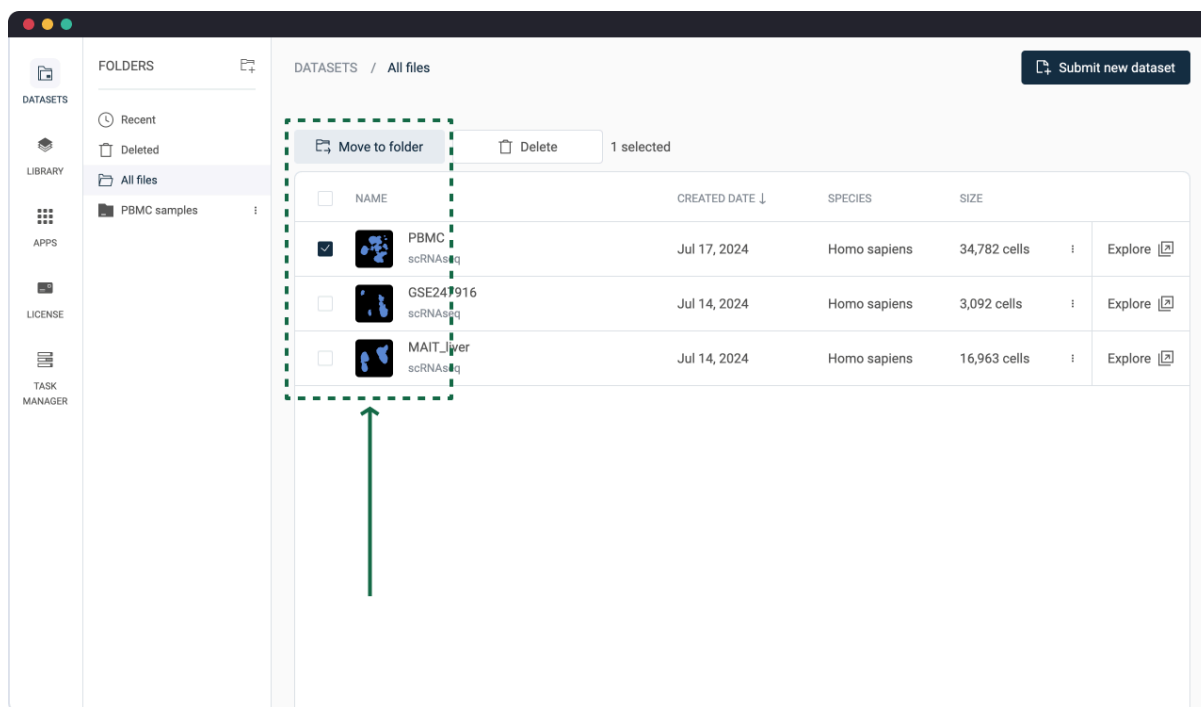 DATASETS
LIBRARY
APPS
LICENSE
TASK
MANAGER
FOLDERS
Recent
Deleted
All files
PBMC samples
DATASETS / All files
Submit new dataset
Move to folder
Delete
1 selected
NAME CREATED DATE ↓ SPECIES SIZE
PBMC
scRNAseq
Jul 17, 2024 Homo sapiens 34,782 cells Explore
GSE247916
scRNAseq
Jul 14, 2024 Homo sapiens 3,092 cells Explore
MAIT_liver
scRNAseq
Jul 14, 2024 Homo sapiens 16,963 cells Explore